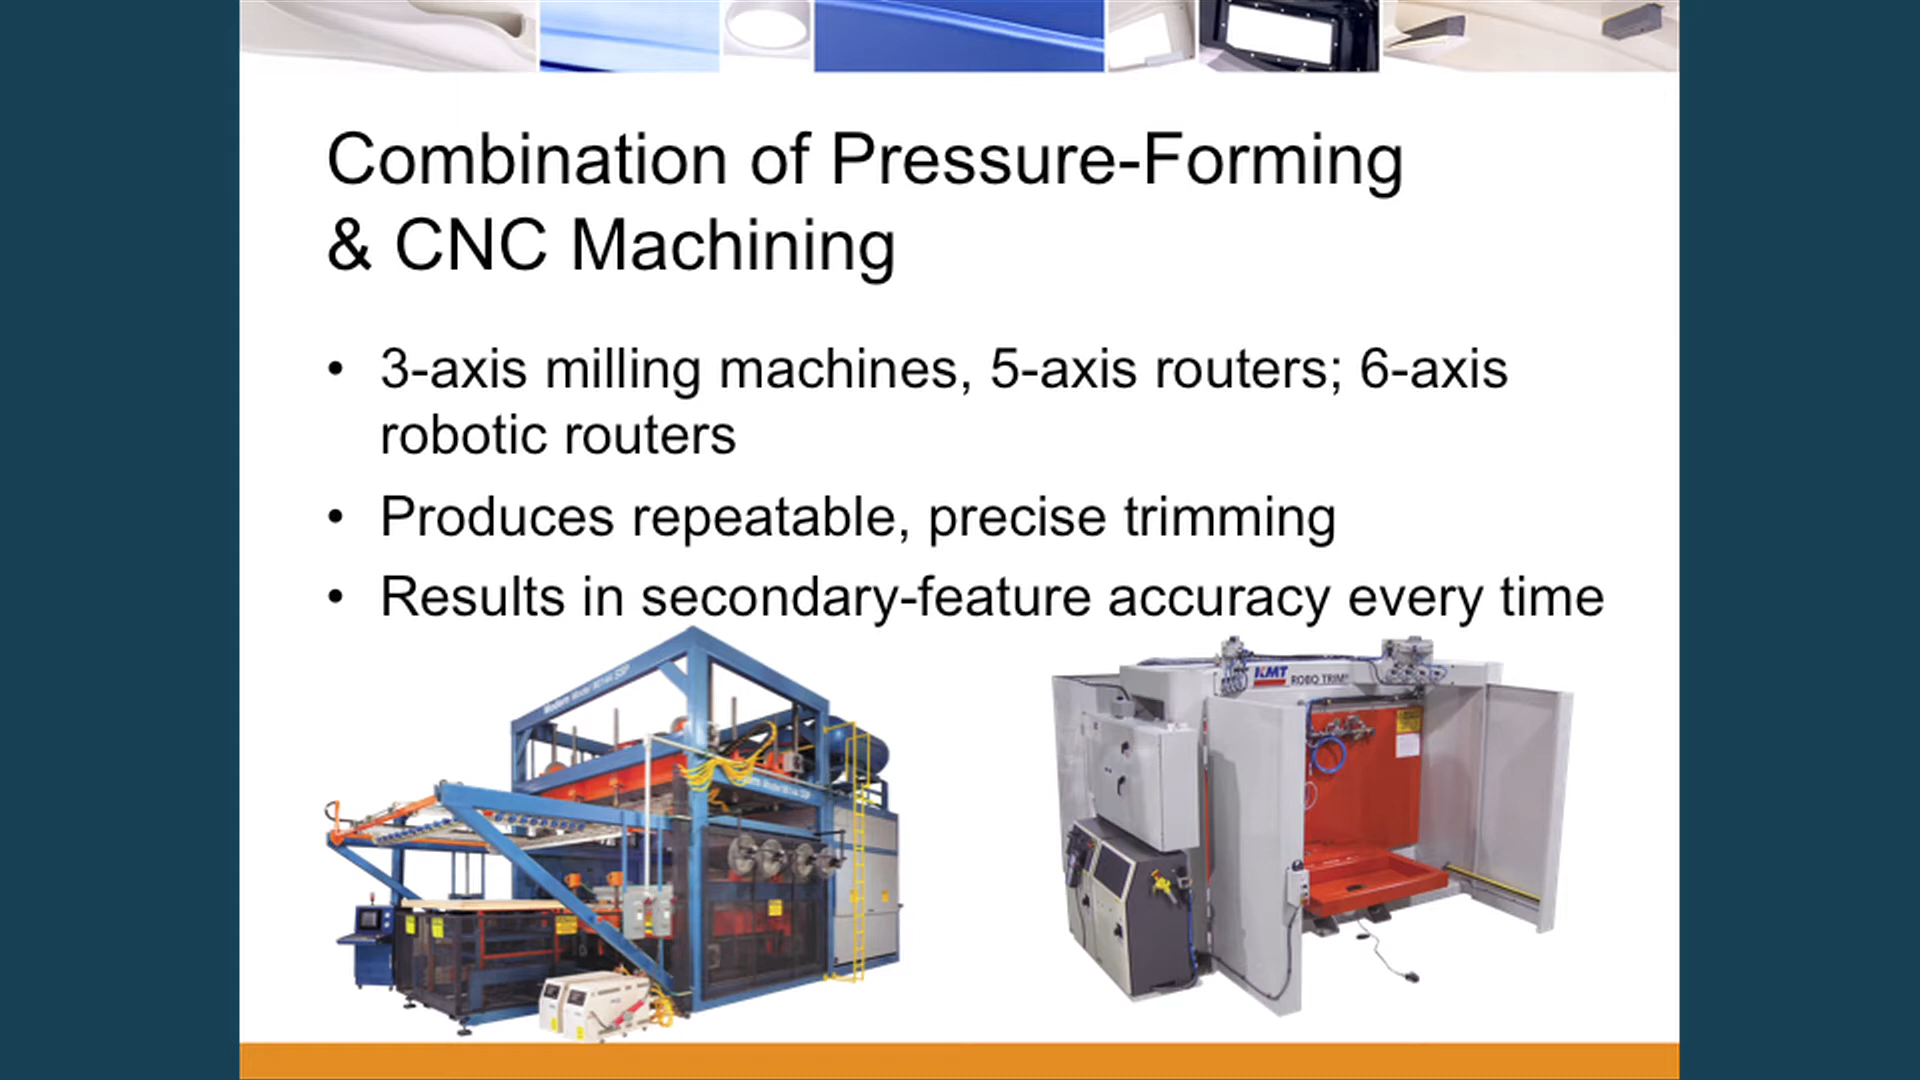 Combination of Pressure-Forming
& CNC Machining
• 3-axis milling machines, 5-axis routers; 6-axis
robotic routers
• Produces repeatable, precise trimming
• Results in secondary-feature accuracy every time
KMT ROBO TRIM